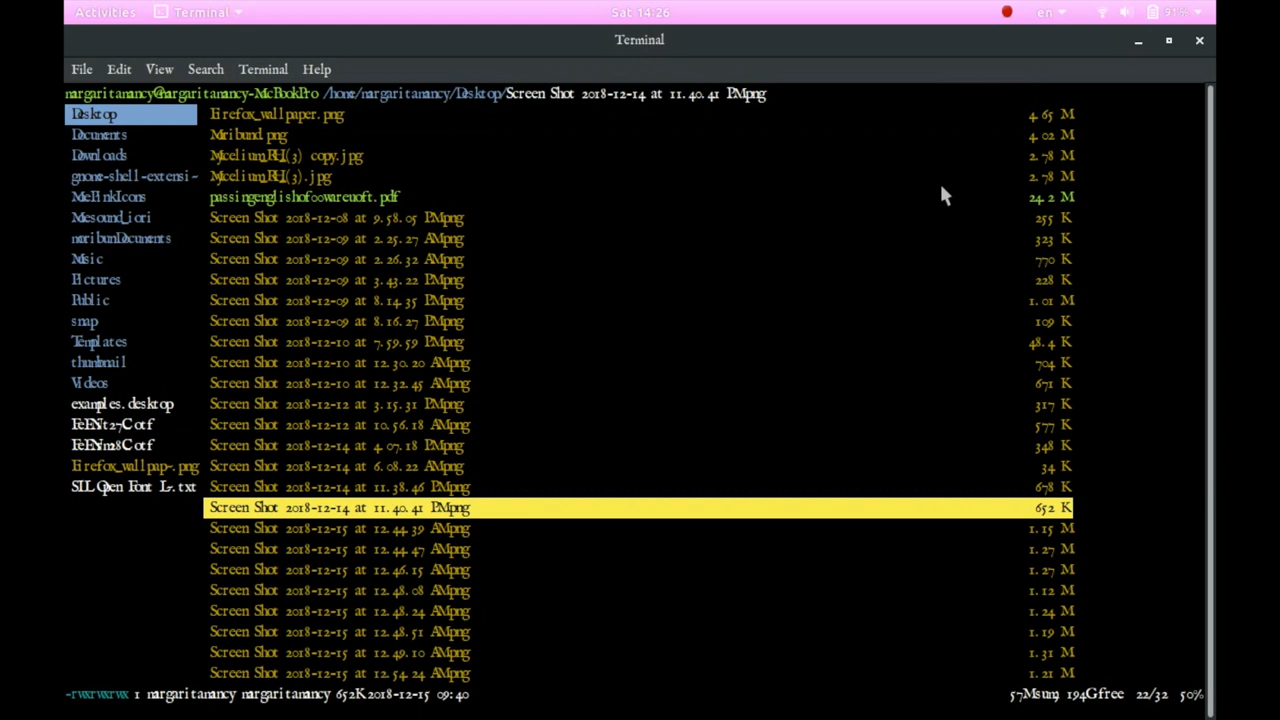 Activities Terminal Sat 14:26 en 91%
Terminal
File Edit View Search Terminal Help
margaritamancy@margaritamancy-MacBookPro /home/margaritamancy/Desktop/Screen Shot 2018-12-14 at 11.40.41 PM.png
Desktop Firefox_wallpaper.png 4.65 M
Documents Moribund.png 4.02 M
Downloads Mycelium_RH_(3) copy.jpg 2.78 M
gnome-shell-extensi~ Mycelium_RH_(3).jpg 2.78 M
MacPinkIcons passingenglishof00wareuoft.pdf 24.2 M
Mesound_iori Screen Shot 2018-12-08 at 9.58.05 PM.png 255 K
moribunDocuments Screen Shot 2018-12-09 at 2.25.27 AM.png 323 K
Music Screen Shot 2018-12-09 at 2.26.32 AM.png 770 K
Pictures Screen Shot 2018-12-09 at 3.43.22 PM.png 228 K
Public Screen Shot 2018-12-09 at 8.14.35 PM.png 1.01 M
snap Screen Shot 2018-12-09 at 8.16.27 PM.png 109 K
Templates Screen Shot 2018-12-10 at 7.59.59 PM.png 48.4 K
thumbnail Screen Shot 2018-12-10 at 12.30.20 AM.png 704 K
Videos Screen Shot 2018-12-10 at 12.32.45 AM.png 671 K
examples.desktop Screen Shot 2018-12-12 at 3.15.31 PM.png 317 K
FeENt27C.otf Screen Shot 2018-12-12 at 10.56.18 AM.png 577 K
FeENm28C.otf Screen Shot 2018-12-14 at 4.07.18 PM.png 348 K
Firefox_wallpap~.png Screen Shot 2018-12-14 at 6.08.22 AM.png 34 K
SIL Open Font L~.txt Screen Shot 2018-12-14 at 11.38.46 PM.png 678 K
Screen Shot 2018-12-14 at 11.40.41 PM.png 652 K
Screen Shot 2018-12-15 at 12.44.39 AM.png 1.15 M
Screen Shot 2018-12-15 at 12.44.47 AM.png 1.27 M
Screen Shot 2018-12-15 at 12.46.15 AM.png 1.27 M
Screen Shot 2018-12-15 at 12.48.08 AM.png 1.12 M
Screen Shot 2018-12-15 at 12.48.24 AM.png 1.24 M
Screen Shot 2018-12-15 at 12.48.51 AM.png 1.19 M
Screen Shot 2018-12-15 at 12.49.10 AM.png 1.31 M
Screen Shot 2018-12-15 at 12.54.24 AM.png 1.21 M
-rwxrwxrwx 1 margaritamancy margaritamancy 652K 2018-12-15 09:40 57M sum, 194G free 22/32 50%